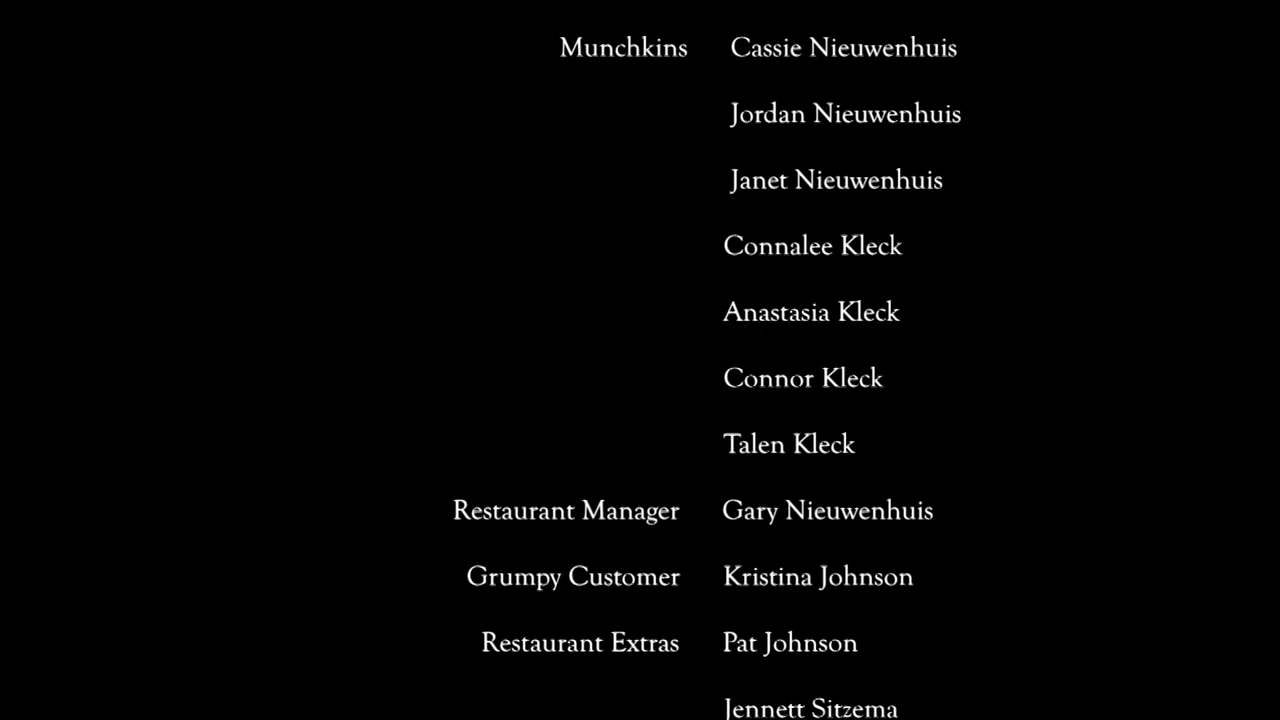 Munchkins Cassie Nieuwenhuis
Jordan Nieuwenhuis
Janet Nieuwenhuis
Connalee Kleck
Anastasia Kleck
Connor Kleck
Talen Kleck
Restaurant Manager Gary Nieuwenhuis
Grumpy Customer Kristina Johnson
Restaurant Extras Pat Johnson
Jennett Sitzema